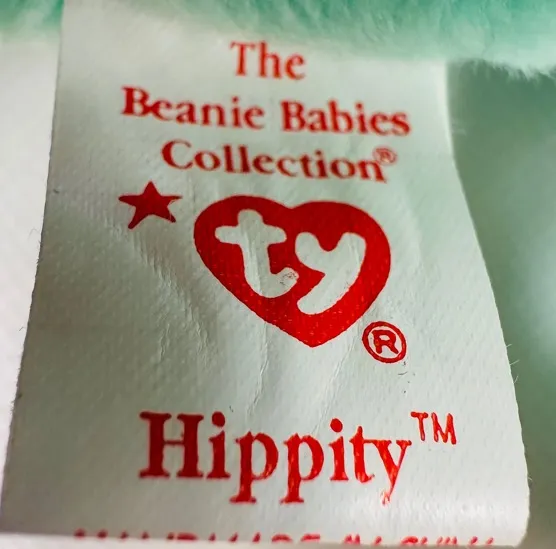 The
Beanie Babies
Collection®
ty
®
Hippity™